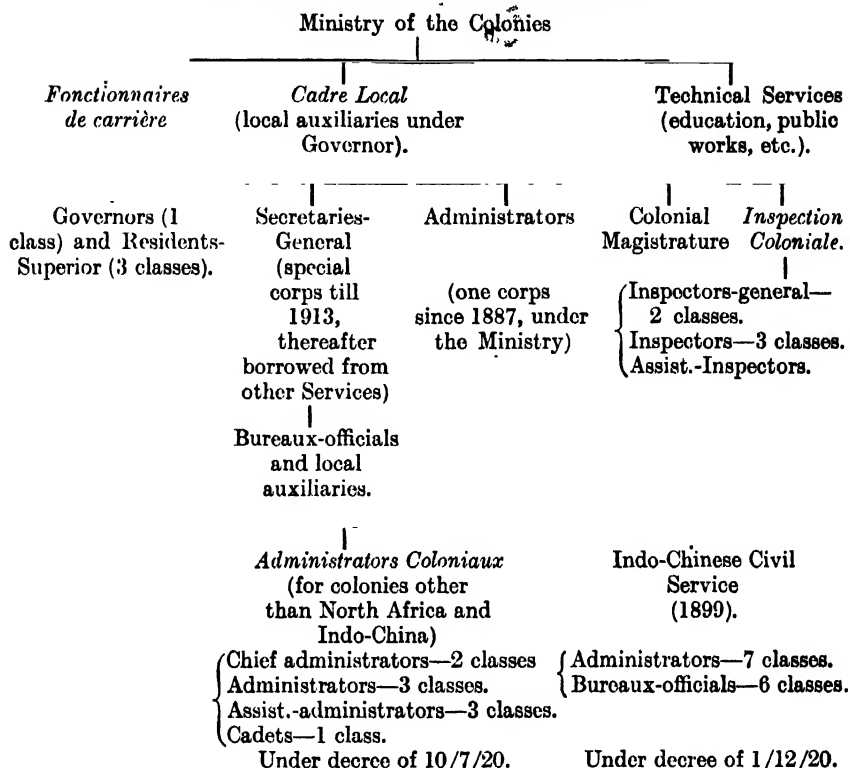 Ministry of the Colonies
Fonctionnaires
de carrière
Cadre Local
(local auxiliaries under
Governor).
Technical Services
(education, public
works, etc.).
Governors (1
class) and Residents-
Superior (3 classes).
Secretaries-
General
(special
corps till
1913,
thereafter
borrowed from
other Services)
Administrators
(one corps
since 1887, under
the Ministry)
Colonial
Magistrature
Inspection
Coloniale.
Inspectors-general—
2 classes.
Inspectors—3 classes.
Assist.-Inspectors.
Bureaux-officials
and local
auxiliaries.
Administrators Coloniaux
(for colonies other
than North Africa and
Indo-China)
Chief administrators—2 classes
Administrators—3 classes.
Assist.-administrators—3 classes.
Cadets—1 class.
Under decree of 10/7/20.
Indo-Chinese Civil
Service
(1899).
Administrators—7 classes.
Bureaux-officials—6 classes.
Under decree of 1/12/20.